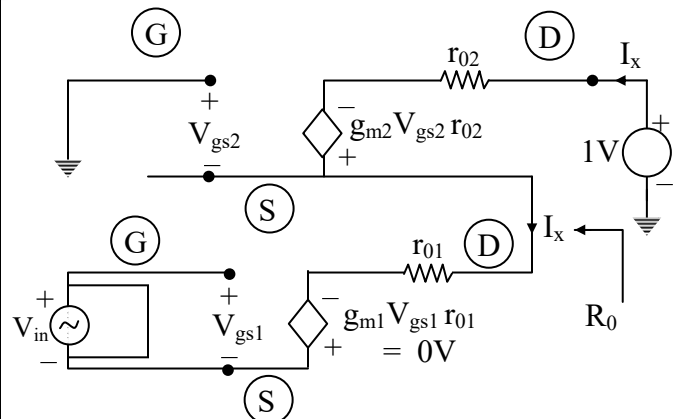 G
D
r02
Ix
+
Vgs2
−
−
gm2Vgs2 r02
+
1V
+
−
S
G
r01
D
Ix
+
Vin
−
+
Vgs1
−
−
gm1Vgs1 r01
+
= 0V
R0
S